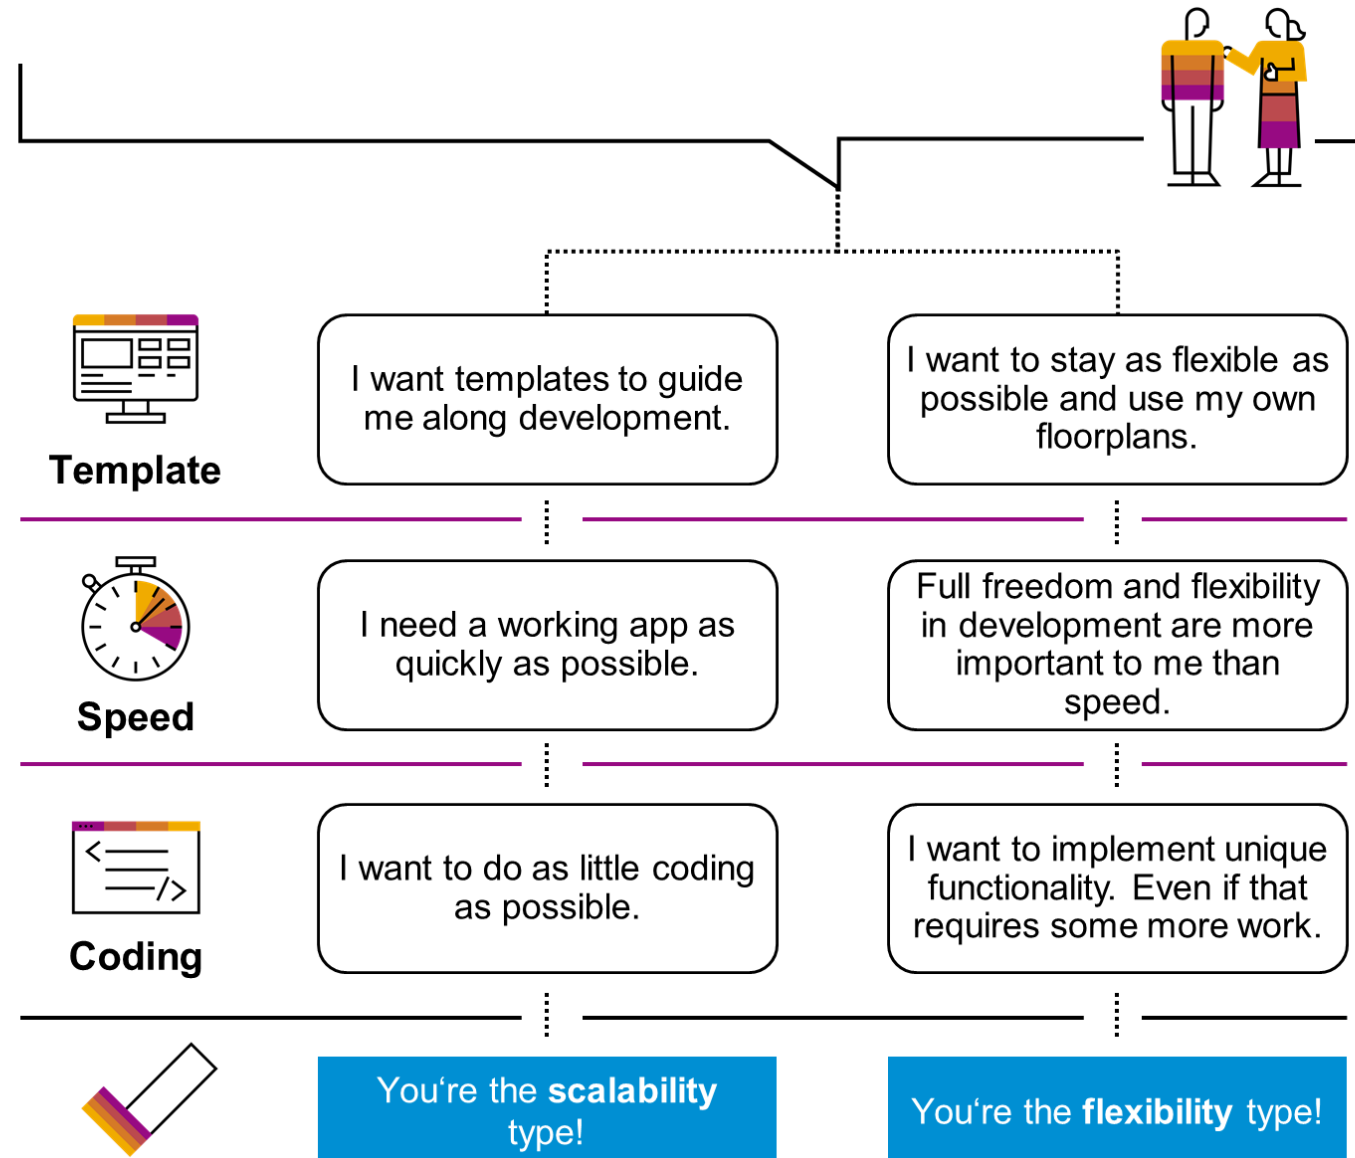 I want templates to guide
me along development.
I want to stay as flexible as
possible and use my own
floorplans.
Template
I need a working app as
quickly as possible.
Full freedom and flexibility
in development are more
important to me than
speed.
Speed
I want to do as little coding
as possible.
I want to implement unique
functionality. Even if that
requires some more work.
Coding
You‘re the scalability
type!
You‘re the flexibility type!